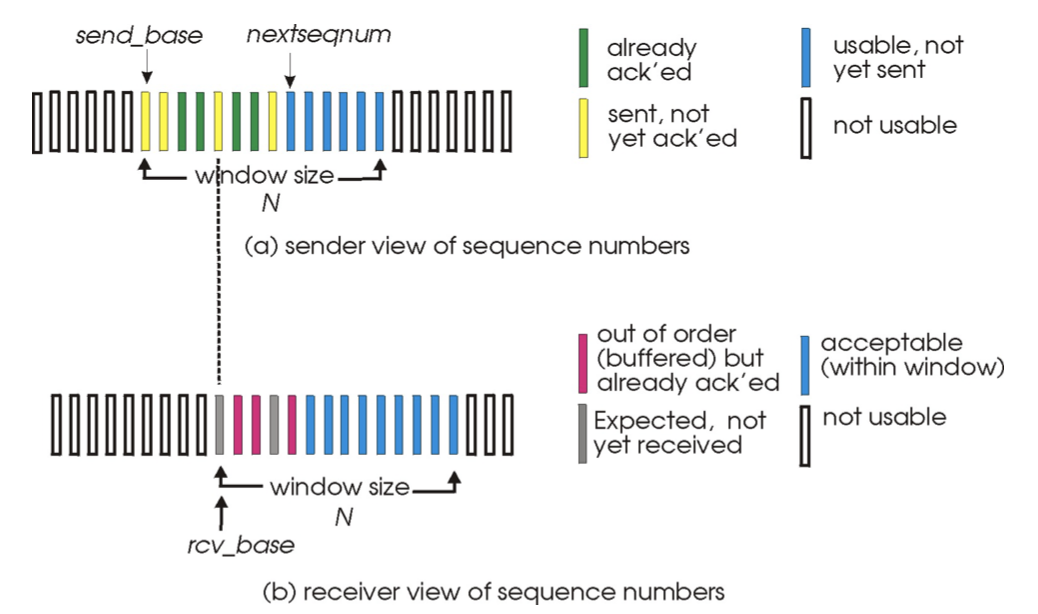 send_base
nextseqnum
already
ack'ed
usable, not
yet sent
sent, not
yet ack'ed
not usable
window size
N
(a) sender view of sequence numbers
out of order
(buffered) but
already ack'ed
acceptable
(within window)
Expected, not
yet received
not usable
window size
N
rcv_base
(b) receiver view of sequence numbers